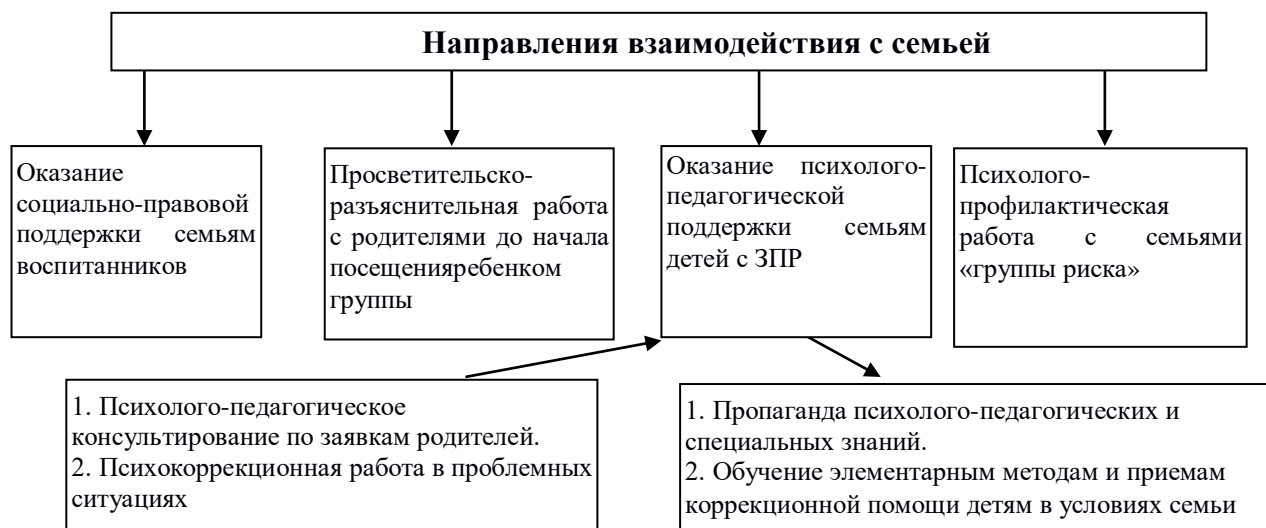 Направления взаимодействия с семьей
Оказание
социально-правовой
поддержки семьям
воспитанников
Просветительско-
разъяснительная работа
с родителями до начала
посещенияребенком
группы
Оказание психолого-
педагогической
поддержки семьям
детей с ЗПР
Психолого-
профилактическая
работа с семьями
«группы риска»
1. Психолого-педагогическое
консультирование по заявкам родителей.
2. Психокоррекционная работа в проблемных
ситуациях
1. Пропаганда психолого-педагогических и
специальных знаний.
2. Обучение элементарным методам и приемам
коррекционной помощи детям в условиях семьи